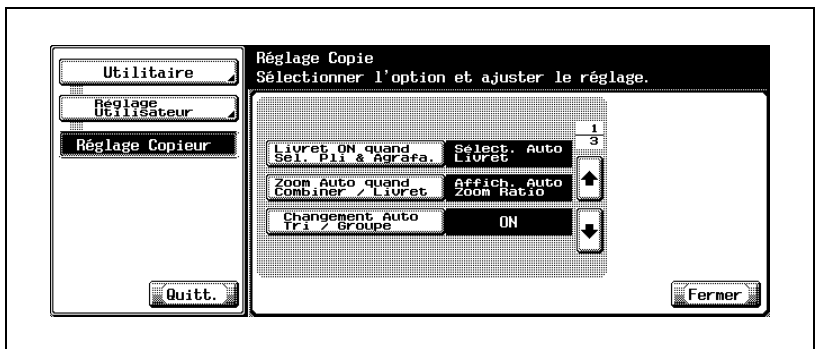 Utilitaire
Réglage
Utilisateur
Réglage Copieur
Quitt.
Réglage Copie
Sélectionner l'option et ajuster le réglage.
1
3
Livret ON quand
Sel. Pli & Agrafa.
Sélect. Auto
Livret
Zoom Auto quand
Combiner / Livret
Affich. Auto
Zoom Ratio
Changement Auto
Tri / Groupe
ON
Fermer